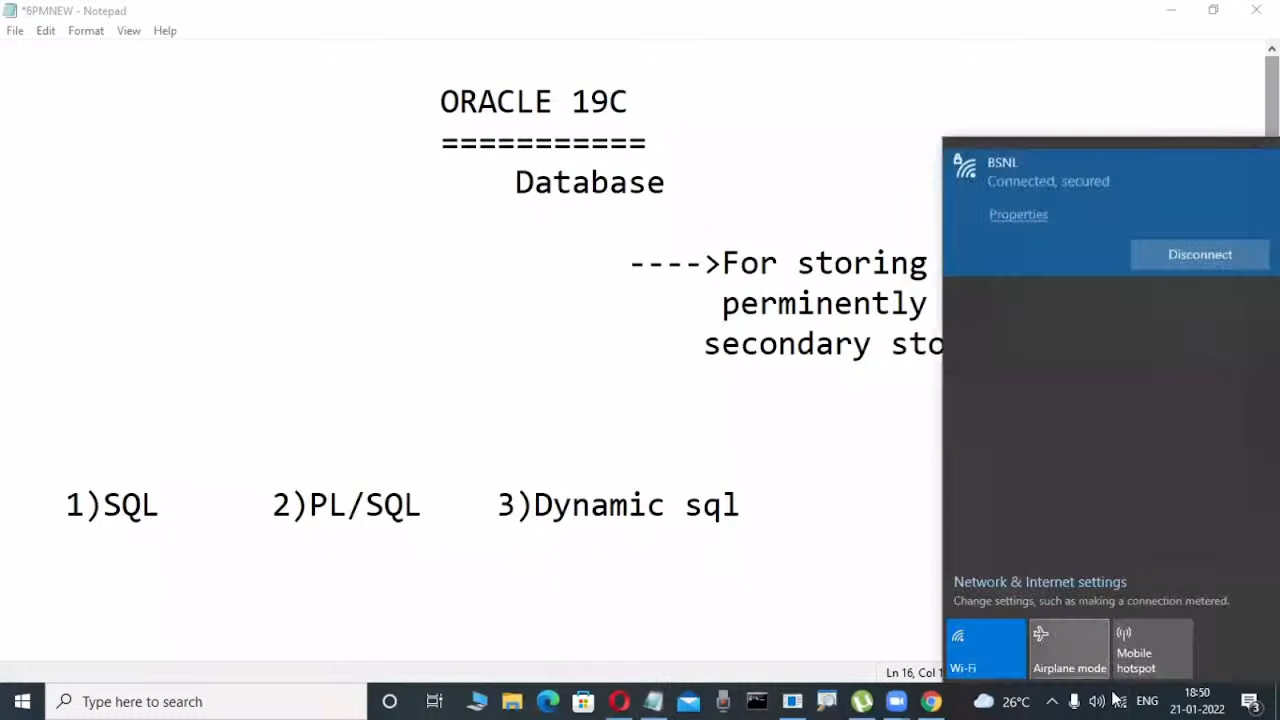 *6PMNEW - Notepad
File Edit Format View Help
ORACLE 19C
===========
Database
---->For storing
perminently
secondary sto
1)SQL 2)PL/SQL 3)Dynamic sql
BSNL
Connected, secured
Properties
Disconnect
Network & Internet settings
Change settings, such as making a connection metered.
Wi-Fi
Airplane mode
Mobile
hotspot
Ln 16, Col 1
Type here to search
26°C
ENG
18:50
21-01-2022
3